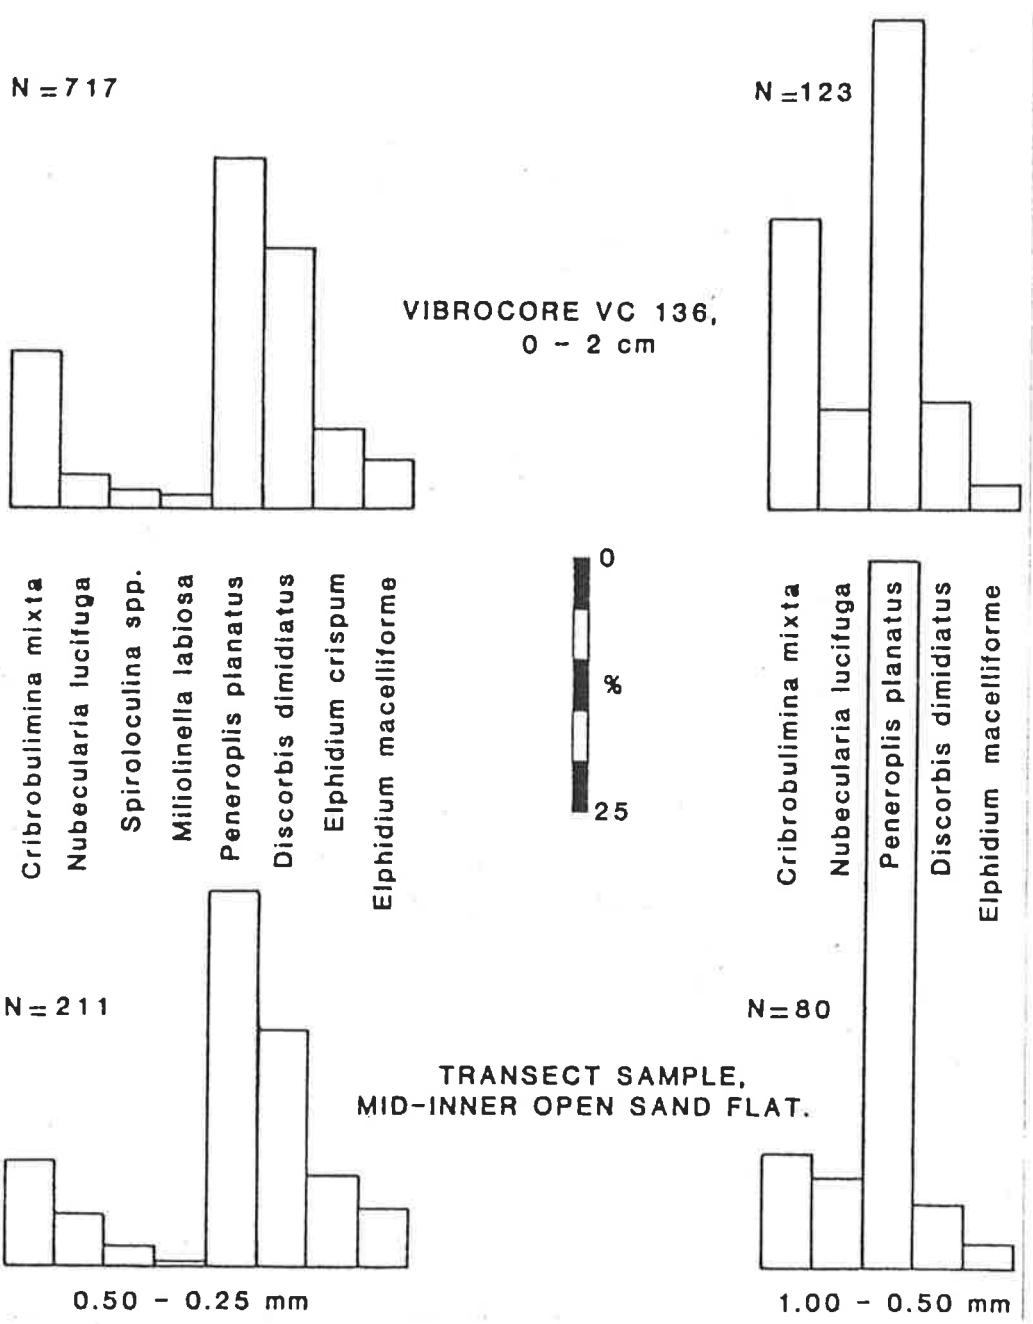 N = 717
N = 123
VIBROCORE VC 136,
0 - 2 cm
Cribrobulimina mixta
Nubecularia lucifuga
Spiroloculina spp.
Miliolinella labiosa
Peneroplis planatus
Discorbis dimidiatus
Elphidium crispum
Elphidium macelliforme
0
%
25
Cribrobulimina mixta
Nubecularia lucifuga
Peneroplis planatus
Discorbis dimidiatus
Elphidium macelliforme
N = 211
N = 80
TRANSECT SAMPLE,
MID-INNER OPEN SAND FLAT.
0.50 - 0.25 mm
1.00 - 0.50 mm